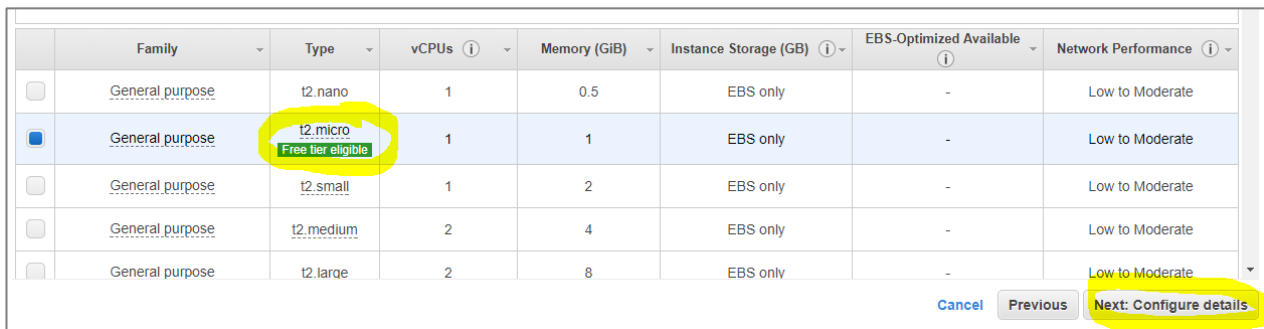 Family Type vCPUs i Memory (GiB) Instance Storage (GB) i EBS-Optimized Available i Network Performance i
General purpose t2.nano 1 0.5 EBS only - Low to Moderate
General purpose t2.micro 1 1 EBS only - Low to Moderate
Free tier eligible
General purpose t2.small 1 2 EBS only - Low to Moderate
General purpose t2.medium 2 4 EBS only - Low to Moderate
General purpose t2.large 2 8 EBS only - Low to Moderate
Cancel Previous Next: Configure details